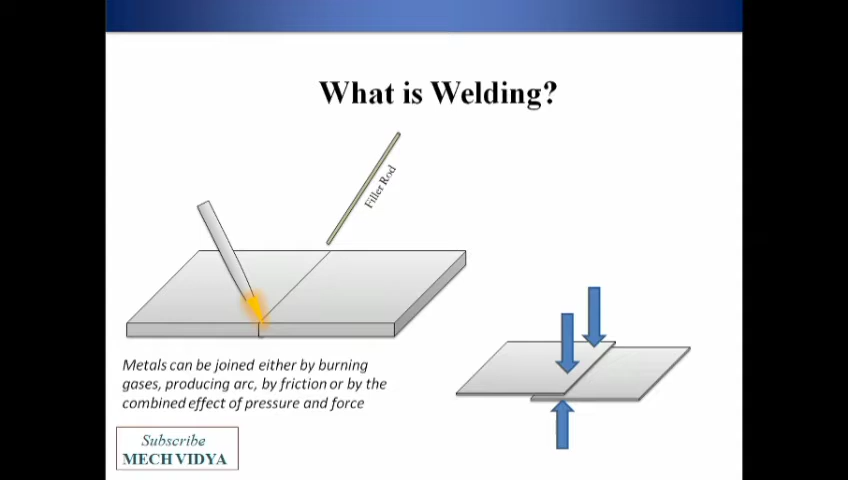 What is Welding?
Filler Rod
Metals can be joined either by burning
gases, producing arc, by friction or by the
combined effect of pressure and force
Subscribe
MECH VIDYA